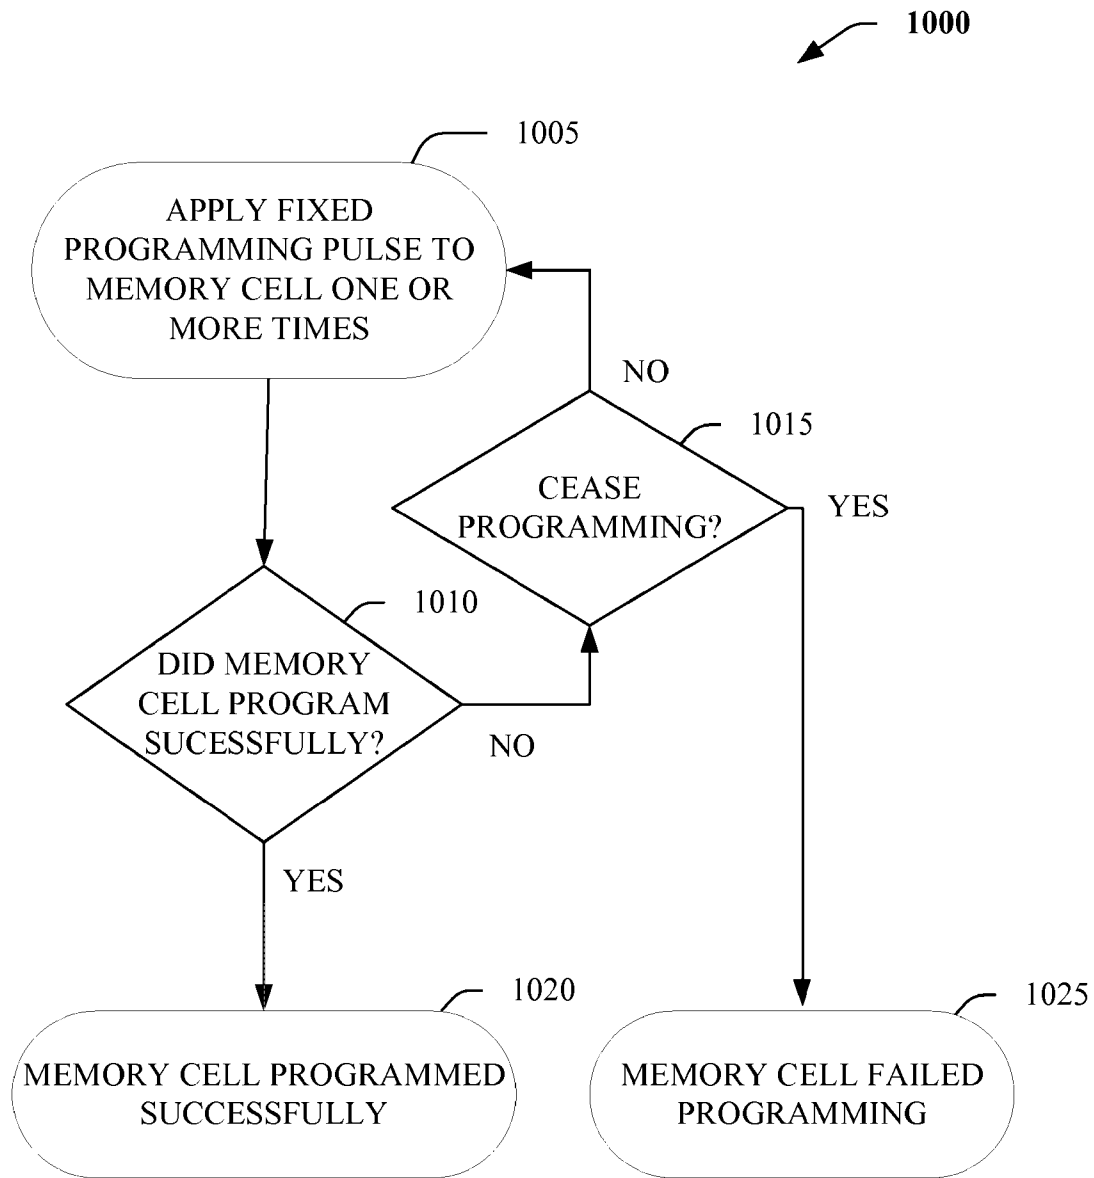 1000
1005
APPLY FIXED
PROGRAMMING PULSE TO
MEMORY CELL ONE OR
MORE TIMES
NO
1015
CEASE
PROGRAMMING?
YES
1010
DID MEMORY
CELL PROGRAM
SUCESSFULLY?
NO
YES
1020
MEMORY CELL PROGRAMMED
SUCCESSFULLY
1025
MEMORY CELL FAILED
PROGRAMMING